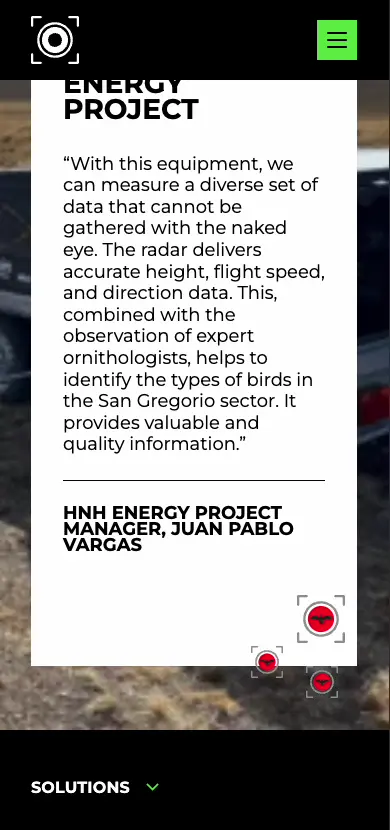 ENERGY
PROJECT
“With this equipment, we
can measure a diverse set of
data that cannot be
gathered with the naked
eye. The radar delivers
accurate height, flight speed,
and direction data. This,
combined with the
observation of expert
ornithologists, helps to
identify the types of birds in
the San Gregorio sector. It
provides valuable and
quality information.”
HNH ENERGY PROJECT
MANAGER, JUAN PABLO
VARGAS
SOLUTIONS